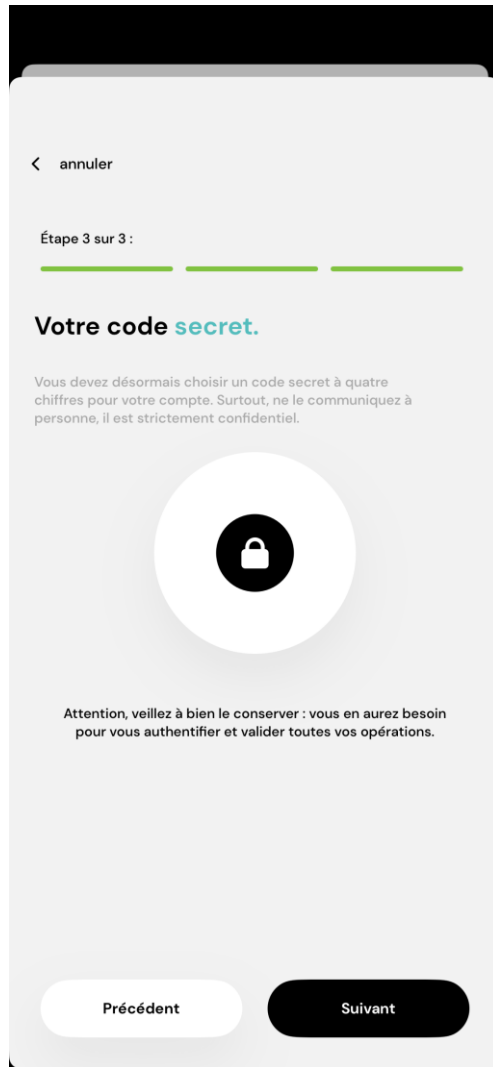 annuler
Étape 3 sur 3 :
Votre code secret.
Vous devez désormais choisir un code secret à quatre
chiffres pour votre compte. Surtout, ne le communiquez à
personne, il est strictement confidentiel.
Attention, veillez à bien le conserver : vous en aurez besoin
pour vous authentifier et valider toutes vos opérations.
Précédent
Suivant